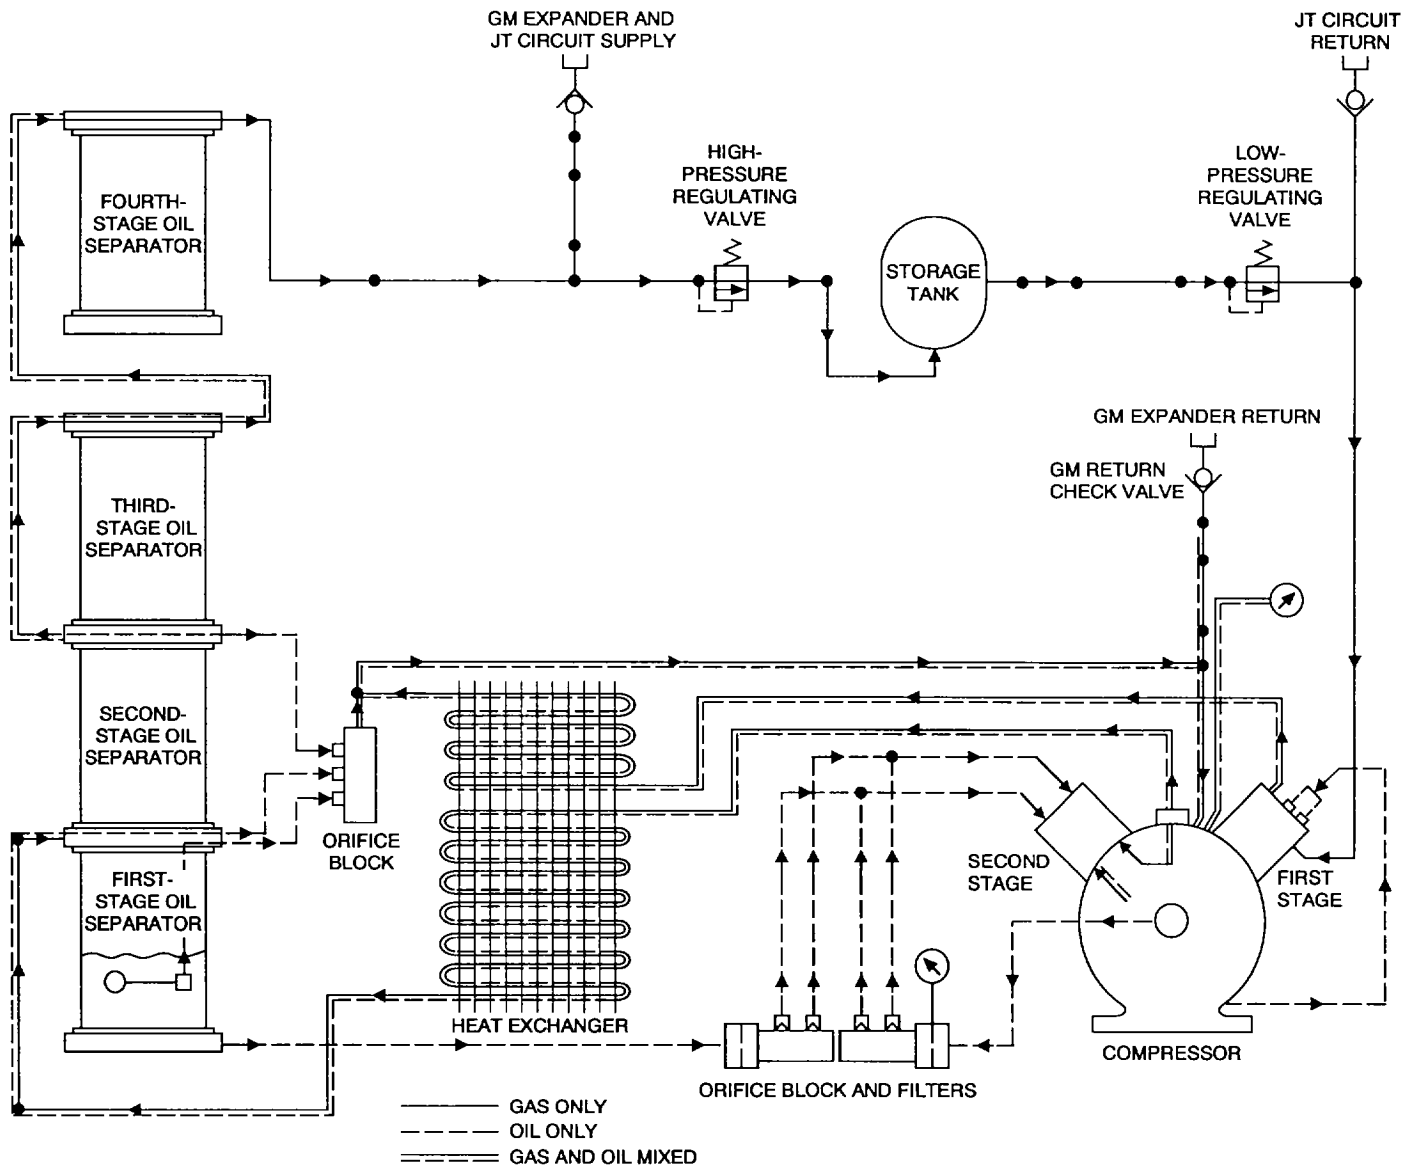 GM EXPANDER AND
JT CIRCUIT SUPPLY
JT CIRCUIT
RETURN
HIGH-
PRESSURE
REGULATING
VALVE
LOW-
PRESSURE
REGULATING
VALVE
FOURTH-
STAGE OIL
SEPARATOR
STORAGE
TANK
GM EXPANDER RETURN
GM RETURN
CHECK VALVE
THIRD-
STAGE OIL
SEPARATOR
SECOND-
STAGE OIL
SEPARATOR
ORIFICE
BLOCK
SECOND
STAGE
FIRST
STAGE
FIRST-
STAGE OIL
SEPARATOR
HEAT EXCHANGER
COMPRESSOR
ORIFICE BLOCK AND FILTERS
GAS ONLY
OIL ONLY
GAS AND OIL MIXED